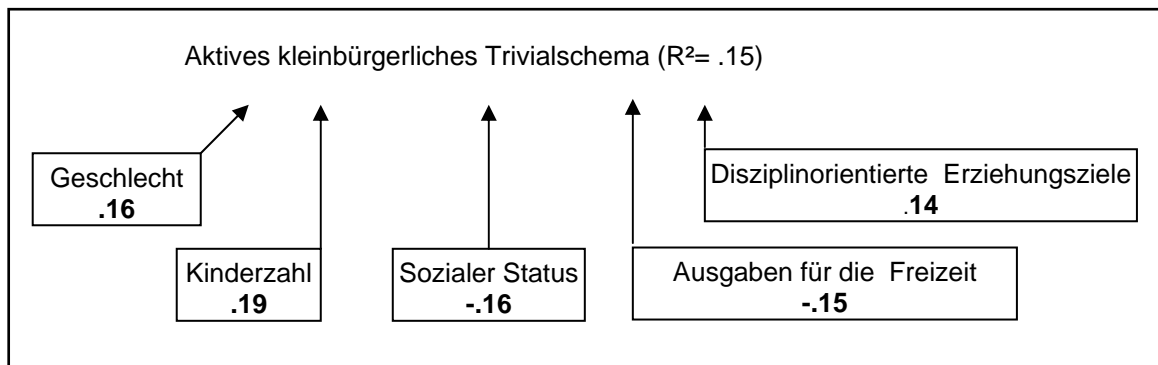 Aktives kleinbürgerliches Trivialschema (R²= .15)
Geschlecht
.16
Disziplinorientierte Erziehungsziele
.14
Kinderzahl
.19
Sozialer Status
-.16
Ausgaben für die Freizeit
-.15